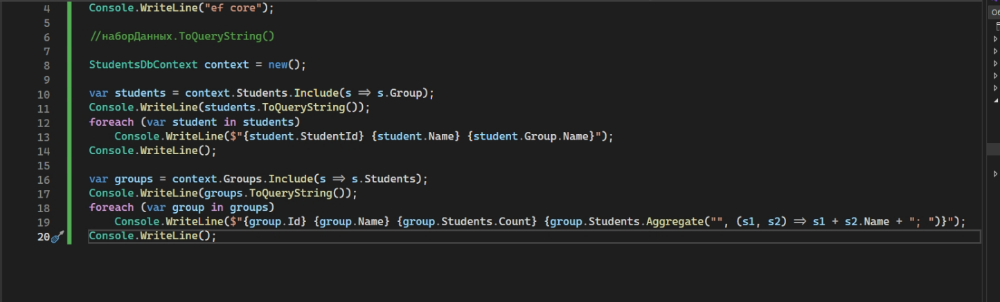 4 Console.WriteLine("ef core");
5
6 //наборДанных.ToQueryString()
7
8 StudentsDbContext context = new();
9
10 var students = context.Students.Include(s => s.Group);
11 Console.WriteLine(students.ToQueryString());
12 foreach (var student in students)
13 Console.WriteLine($"{student.StudentId} {student.Name} {student.Group.Name}");
14 Console.WriteLine();
15
16 var groups = context.Groups.Include(s => s.Students);
17 Console.WriteLine(groups.ToQueryString());
18 foreach (var group in groups)
19 Console.WriteLine($"{group.Id} {group.Name} {group.Students.Count} {group.Students.Aggregate("", (s1, s2) => s1 + s2.Name + "; ")}");
20 Console.WriteLine();